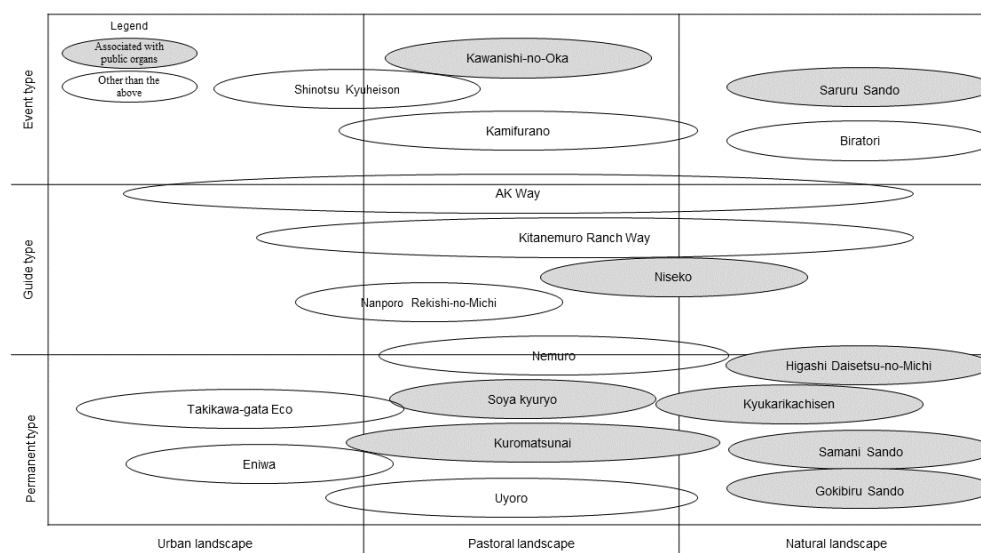 Legend
Associated with
public organs
Other than the
above
Event type
Kawanishi-no-Oka
Shinotsu Kyuheison
Saruru Sando
Kamifurano
Biratori
Guide type
AK Way
Kitanemuro Ranch Way
Niseko
Nanporo Rekishi-no-Michi
Nemuro
Permanent type
Higashi Daisetsu-no-Michi
Soya kyuryo
Kyukarikachisen
Takikawa-gata Eco
Kuromatsunai
Samani Sando
Eniwa
Gokibiru Sando
Uyoro
Urban landscape
Pastoral landscape
Natural landscape